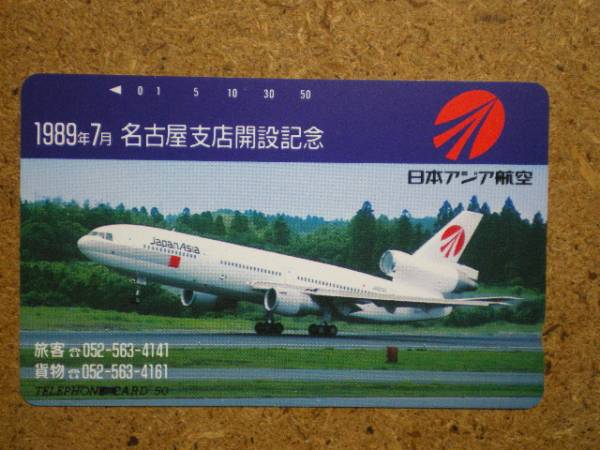 0 1 5 10 30 50
1989年7月 名古屋支店開設記念
日本アジア航空
JapanAsia
旅客☎052-563-4141
貨物☎052-563-4161
TELEPHONE CARD 50